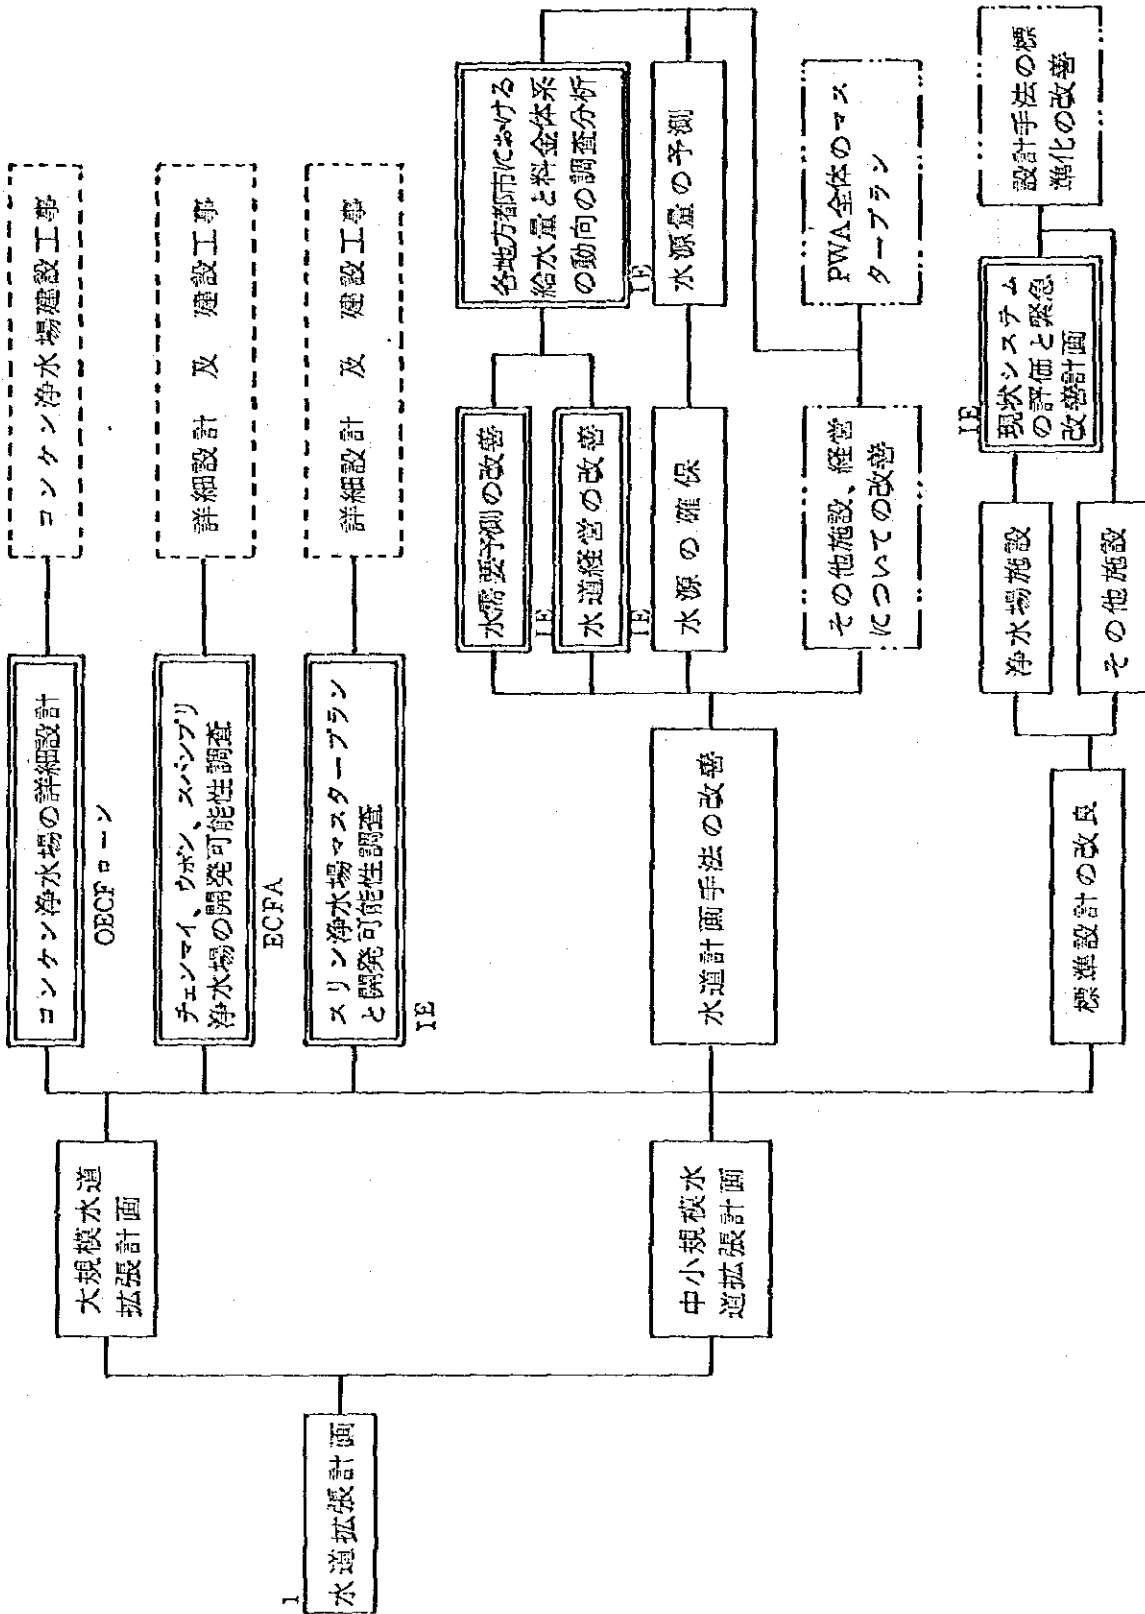 1
水道拡張計画
大規模水道
拡張計画
コンケン浄水場の詳細設計
OECFローン
コンケン浄水場建設工事
チェンマイ、ウボン、スパンブリ
浄水場の開発可能性調査
ECFA
詳細設計 及 建設工事
スリン浄水場マスタープラン
と開発可能性調査
IE
詳細設計 及 建設工事
中小規模水
道拡張計画
水道計画手法の改善
水需要予測の改善
IE
水道経営の改善
IE
各地方都市における
給水量と料金体系
の動向の調査分析
IE
水源の確保
水源量の予測
その他施設、経営
についての改善
PWA全体のマス
タープラン
標準設計の改良
浄水場施設
IE
現状システム
の評価と緊急
改善計画
その他施設
設計手法の標
準化の改善